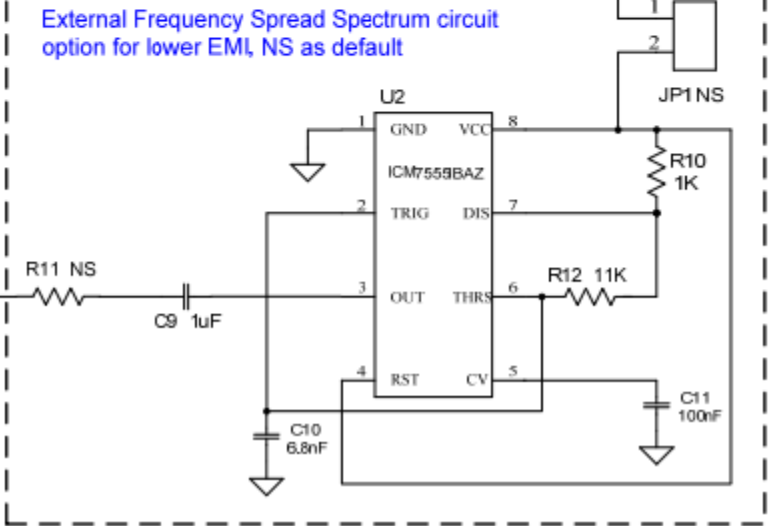 External Frequency Spread Spectrum circuit
option for lower EMI, NS as default
1
2
JP1 NS
U2
1 GND VCC 8
ICM7555IBAZ
R10
1K
2 TRIG DIS 7
R11 NS
R12 11K
3 OUT THRS 6
C9 1uF
4 RST CV 5
C11
100nF
C10
6.8nF